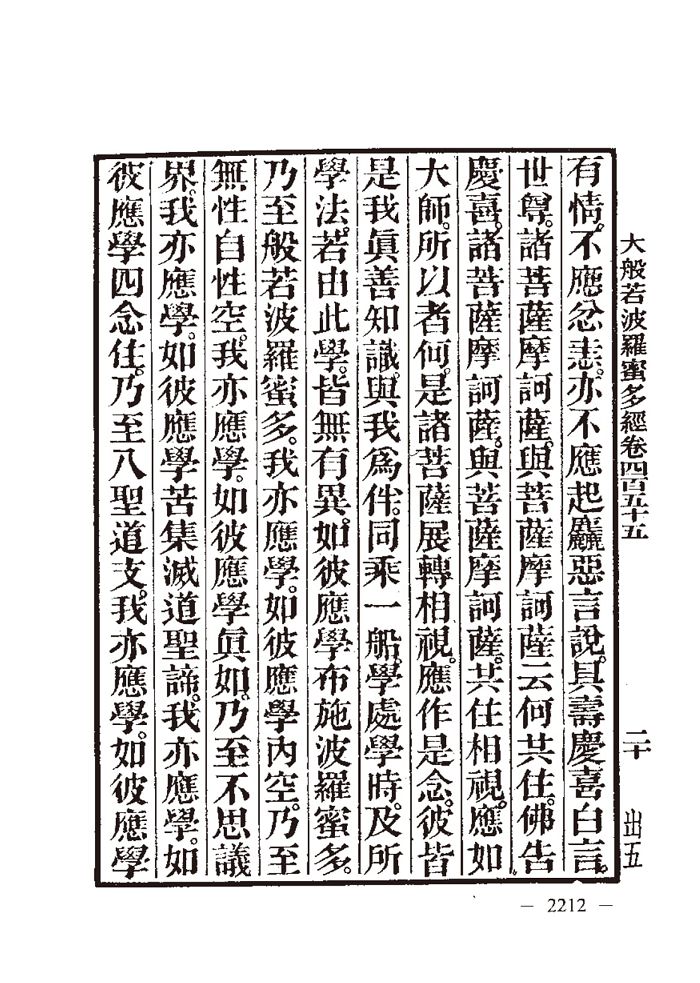 大般若波羅蜜多經卷四百五十五 二十 出五
有情。不應忿恚。亦不應起麤惡言說。具壽慶喜白言。
世尊。諸菩薩摩訶薩。與菩薩摩訶薩云何共住。佛告
慶喜。諸菩薩摩訶薩。與菩薩摩訶薩。共住相視。應如
大師。所以者何。是諸菩薩展轉相視。應作是念。彼皆
是我眞善知識。與我爲伴。同乘一船。學處學時。及所
學法。若由此學。皆無有異。如彼應學布施波羅蜜多。
乃至般若波羅蜜多。我亦應學。如彼應學內空。乃至
無性自性空。我亦應學。如彼應學眞如。乃至不思議
界。我亦應學。如彼應學苦集滅道聖諦。我亦應學。如
彼應學四念住。乃至八聖道支。我亦應學。如彼應學
— 2212 —